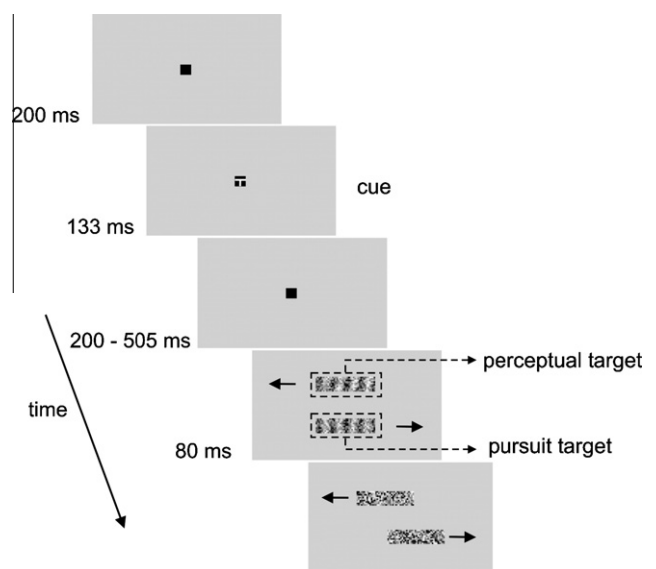 200 ms
cue
133 ms
200 - 505 ms
perceptual target
time
80 ms
pursuit target